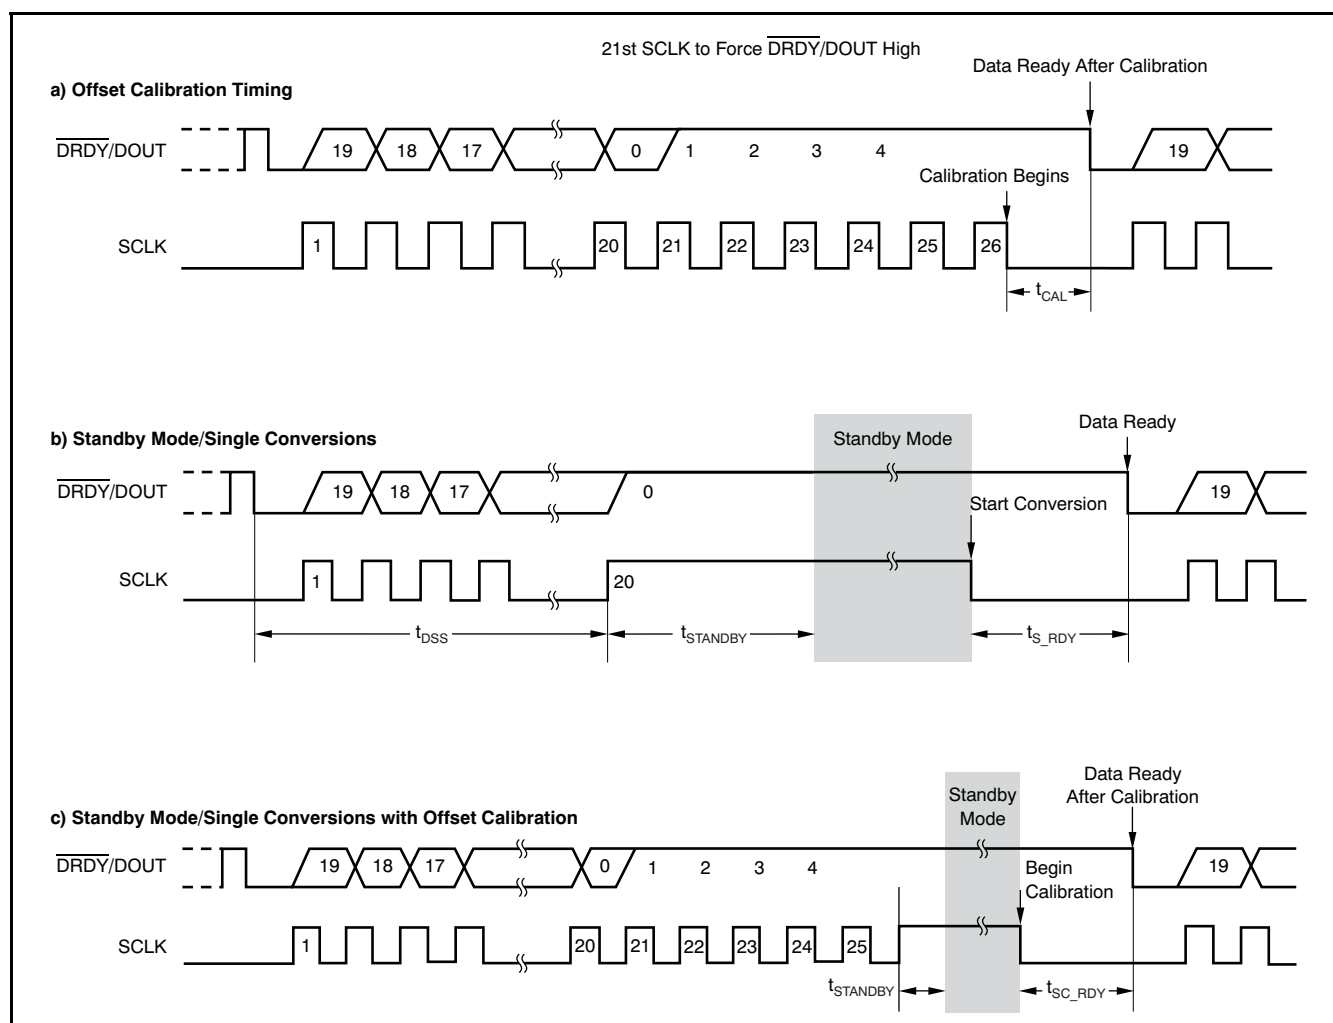 21st SCLK to Force DRDY/DOUT High
Data Ready After Calibration
a) Offset Calibration Timing
DRDY/DOUT
19 18 17 0 1 2 3 4 19
Calibration Begins
SCLK
1 20 21 22 23 24 25 26
tCAL
b) Standby Mode/Single Conversions
Standby Mode
Data Ready
DRDY/DOUT
19 18 17 0 19
Start Conversion
SCLK
1 20
tDSS tSTANDBY tS_RDY
c) Standby Mode/Single Conversions with Offset Calibration
Standby
Mode
Data Ready
After Calibration
DRDY/DOUT
19 18 17 0 1 2 3 4 19
Begin
Calibration
SCLK
1 20 21 22 23 24 25
tSTANDBY tSC_RDY